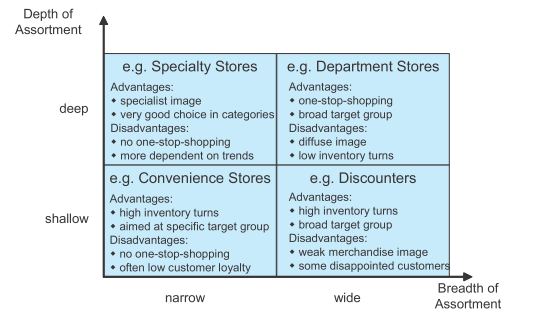 Depth of
Assortment
deep
e.g. Specialty Stores
Advantages:
⬥ specialist image
⬥ very good choice in categories
Disadvantages:
⬥ no one-stop-shopping
⬥ more dependent on trends
e.g. Department Stores
Advantages:
⬥ one-stop-shopping
⬥ broad target group
Disadvantages:
⬥ diffuse image
⬥ low inventory turns
shallow
e.g. Convenience Stores
Advantages:
⬥ high inventory turns
⬥ aimed at specific target group
Disadvantages:
⬥ no one-stop-shopping
⬥ often low customer loyalty
e.g. Discounters
Advantages:
⬥ high inventory turns
⬥ broad target group
Disadvantages:
⬥ weak merchandise image
⬥ some disappointed customers
narrow
wide
Breadth of
Assortment